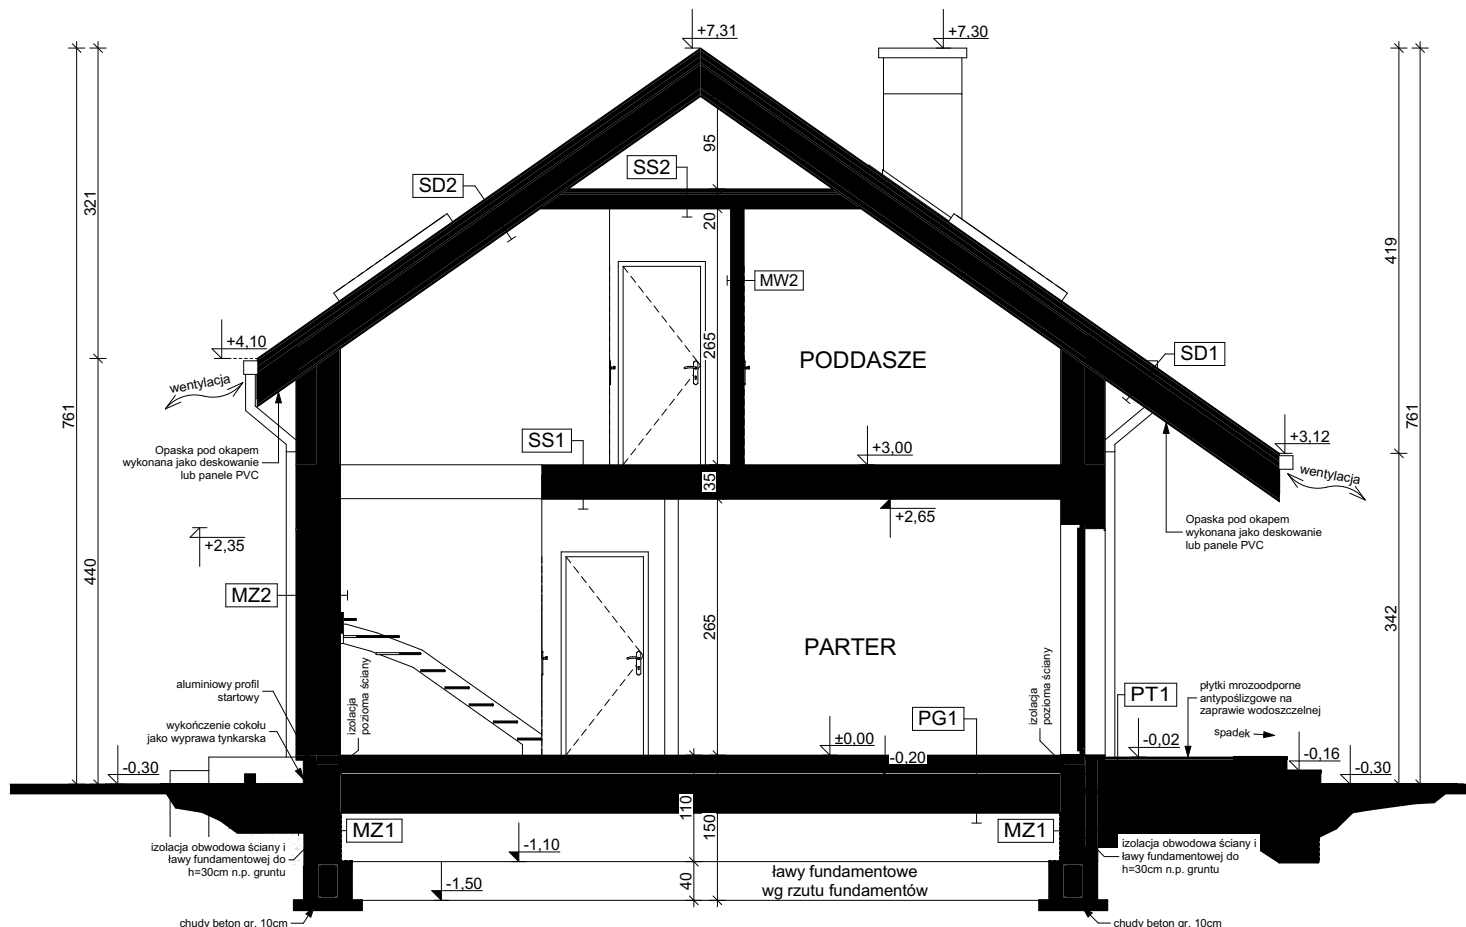 +7,31
+7,30
95
SS2
SD2
321
20
419
MW2
+4,10
265
PODDASZE
SD1
wentylacja
761
761
Opaska pod okapem
wykonana jako deskowanie
lub panele PVC
SS1
+3,00
+3,12
wentylacja
35
+2,65
Opaska pod okapem
wykonana jako deskowanie
lub panele PVC
+2,35
440
MZ2
265
PARTER
342
izolacja
pozioma ściany
izolacja
pozioma ściany
aluminiowy profil
startowy
PT1
płytki mrozoodporne
antypoślizgowe na
zaprawie wodoszczelnej
wykończenie cokołu
jako wyprawa tynkarska
PG1
spadek
±0,00
-0,02
-0,20
-0,30
-0,16
-0,30
110
150
MZ1
MZ1
izolacja obwodowa ściany i
ławy fundamentowej do
h=30cm n.p. gruntu
-1,10
izolacja obwodowa ściany i
ławy fundamentowej do
h=30cm n.p. gruntu
-1,50
40
ławy fundamentowe
wg rzutu fundamentów
chudy beton gr. 10cm
chudy beton gr. 10cm